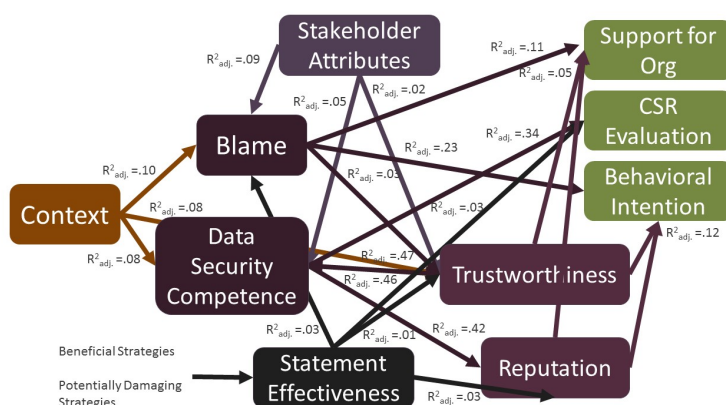 Stakeholder
Attributes
Support for
Org
R²adj. =.09
R²adj. =.11
R²adj. =.05
R²adj. =.02
R²adj. =.05
CSR
Evaluation
R²adj. =.34
Blame
R²adj. =.23
R²adj. =.10
R²adj. =.03
Behavioral
Intention
Context
R²adj. =.08
R²adj. =.03
R²adj. =.12
Data
Security
Competence
R²adj. =.08
R²adj. =.47
R²adj. =.46
Trustworthiness
R²adj. =.03
R²adj. =.01
R²adj. =.42
Beneficial Strategies
Potentially Damaging
Strategies
Statement
Effectiveness
Reputation
R²adj. =.03